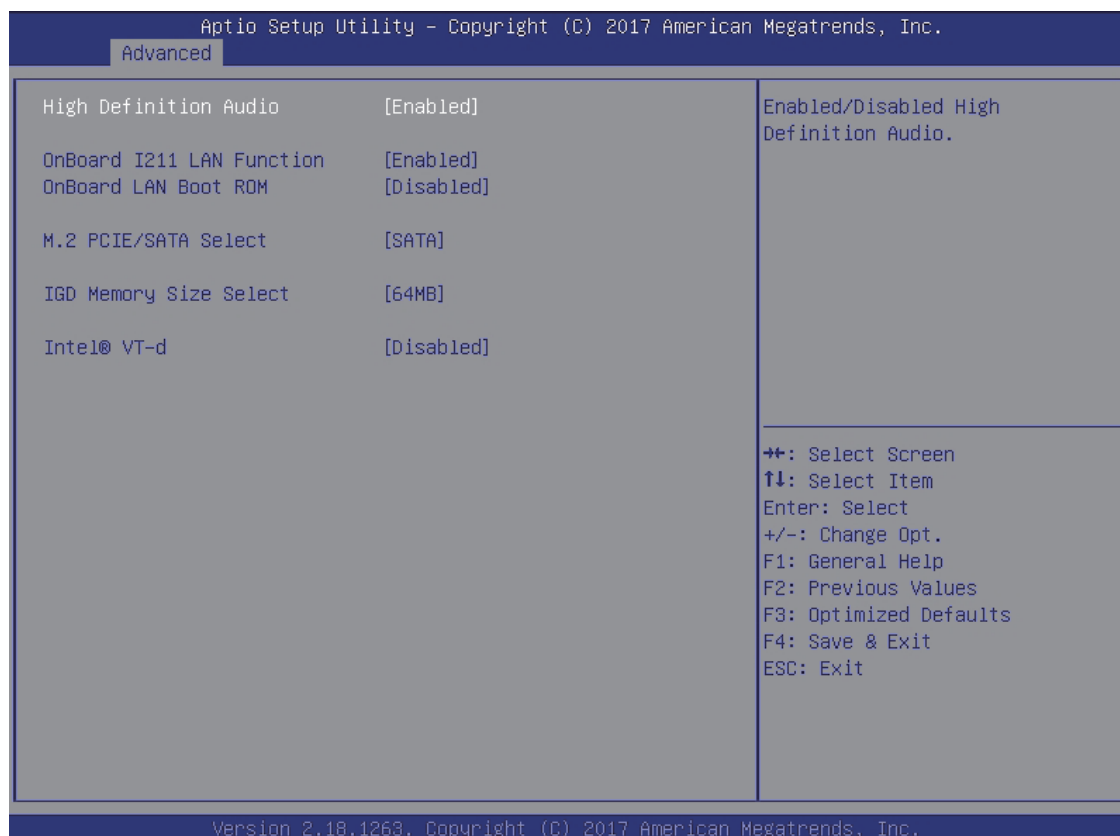 Aptio Setup Utility – Copyright (C) 2017 American Megatrends, Inc.
Advanced
High Definition Audio [Enabled]
OnBoard I211 LAN Function [Enabled]
OnBoard LAN Boot ROM [Disabled]
M.2 PCIE/SATA Select [SATA]
IGD Memory Size Select [64MB]
Intel® VT-d [Disabled]
Enabled/Disabled High
Definition Audio.
→←: Select Screen
↑↓: Select Item
Enter: Select
+/-: Change Opt.
F1: General Help
F2: Previous Values
F3: Optimized Defaults
F4: Save & Exit
ESC: Exit
Version 2.18.1263. Copyright (C) 2017 American Megatrends, Inc.